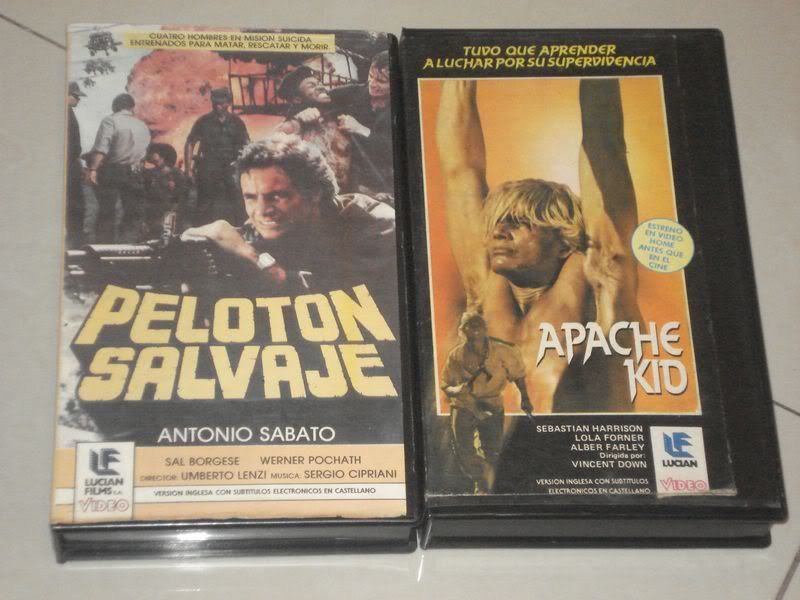 CUATRO HOMBRES EN MISION SUICIDA
ENTRENADOS PARA MATAR, RESCATAR Y MORIR.
PELOTON
SALVAJE
ANTONIO SABATO
SAL BORGESE WERNER POCHATH
DIRECTOR: UMBERTO LENZI MUSICA: SERGIO CIPRIANI
LF
LUCIAN
FILMS C.A.
VIDEO
VERSION INGLESA CON SUBTITULOS ELECTRONICOS EN CASTELLANO
TUVO QUE APRENDER
A LUCHAR POR SU SUPERVIVENCIA
ESTRENO
EN VIDEO
HOME
ANTES QUE
EN EL
CINE
APACHE
KID
SEBASTIAN HARRISON
LOLA FORNER
ALBER FARLEY
Dirigida por:
VINCENT DOWN
LF
LUCIAN
VIDEO
VERSION INGLESA CON SUBTITULOS
ELECTRONICOS EN CASTELLANO